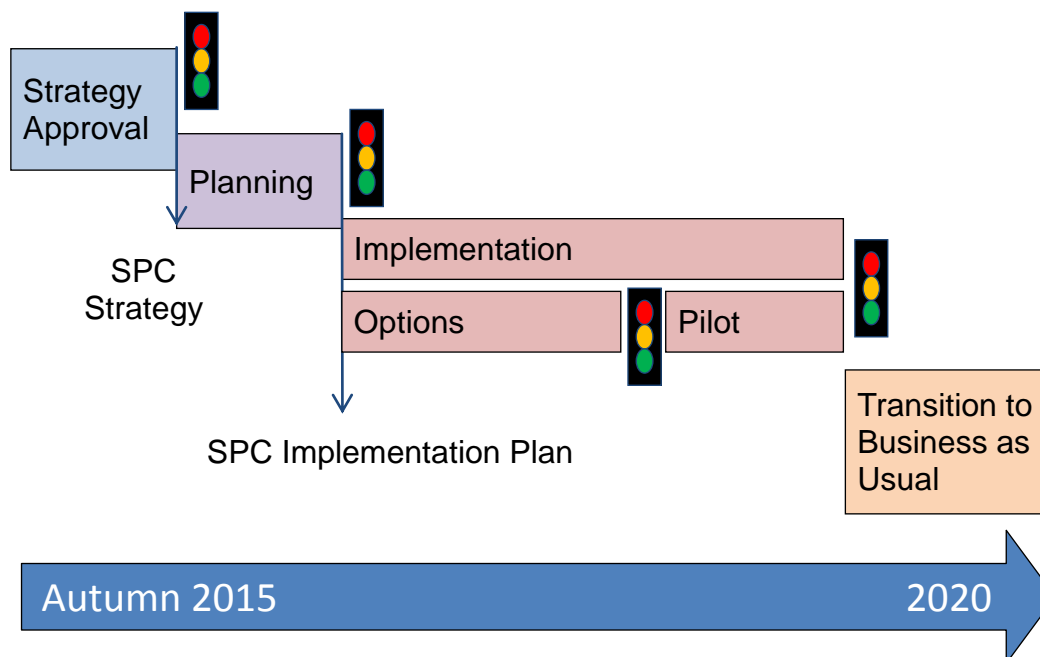 Strategy
Approval
Planning
SPC
Strategy
Implementation
Options
Pilot
SPC Implementation Plan
Transition to
Business as
Usual
Autumn 2015
2020